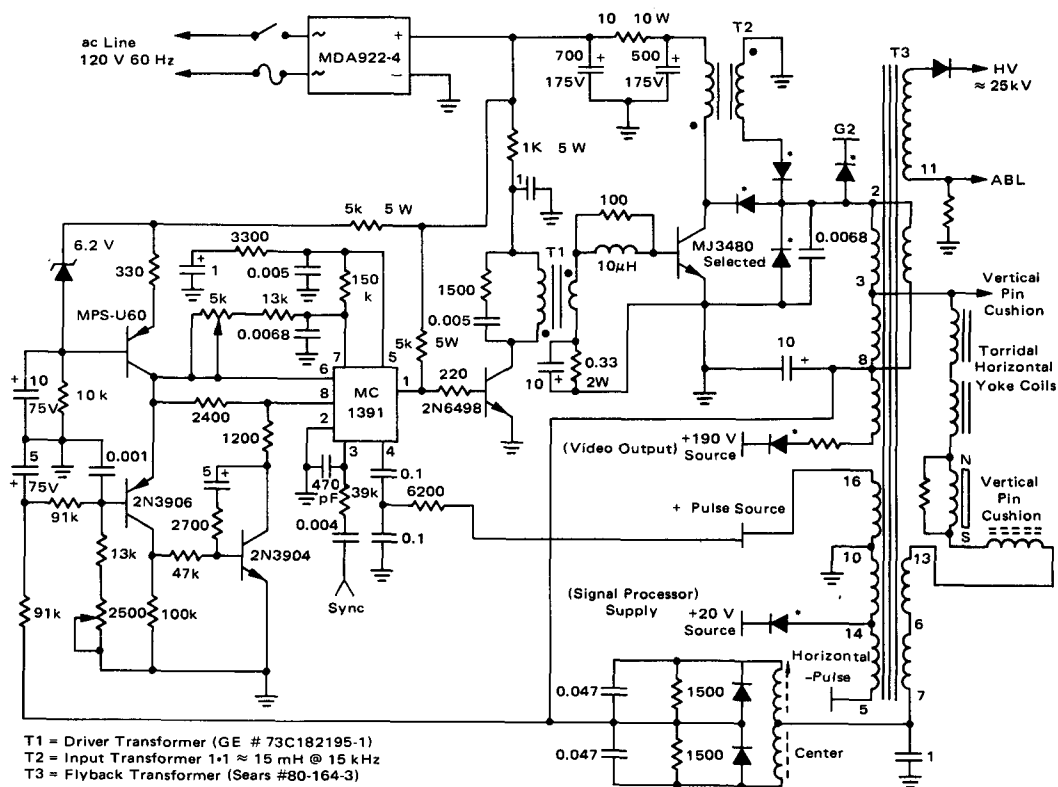 ac Line
120 V 60 Hz
~
~
MDA922-4
+
−
10 10 W
700
+
175V
500
+
175V
T2
T3
HV
≈ 25kV
11
ABL
G2
2
1K 5 W
1
5k 5 W
6.2 V
330
3300
+
1
0.005
150
k
100
T1
10μH
MJ3480
Selected
0.0068
Vertical
Pin
Cushion
3
MPS-U60
5k
13k
0.0068
1500
0.005
5k
5W
7
5
6
8
2
MC
1391
1
3
4
220
2N6498
10
+
0.33
2W
10
+
8
Torridal
Horizontal
Yoke Coils
+
10
75V
10 k
2400
1200
5
+
75V
0.001
5
+
470
pF
39k
0.1
6200
(Video Output)
+190 V
Source
16
+ Pulse Source
N
S
Vertical
Pin
Cushion
91k
2N3906
2700
0.004
0.1
13k
47k
2N3904
10
13
91k
2500
100k
Sync
(Signal Processor)
Supply
+20 V
Source
14
6
Horizontal
-Pulse
5
7
0.047
1500
0.047
1500
Center
1
T1 = Driver Transformer (GE # 73C182195-1)
T2 = Input Transformer 1•1 ≈ 15 mH @ 15 kHz
T3 = Flyback Transformer (Sears #80-164-3)